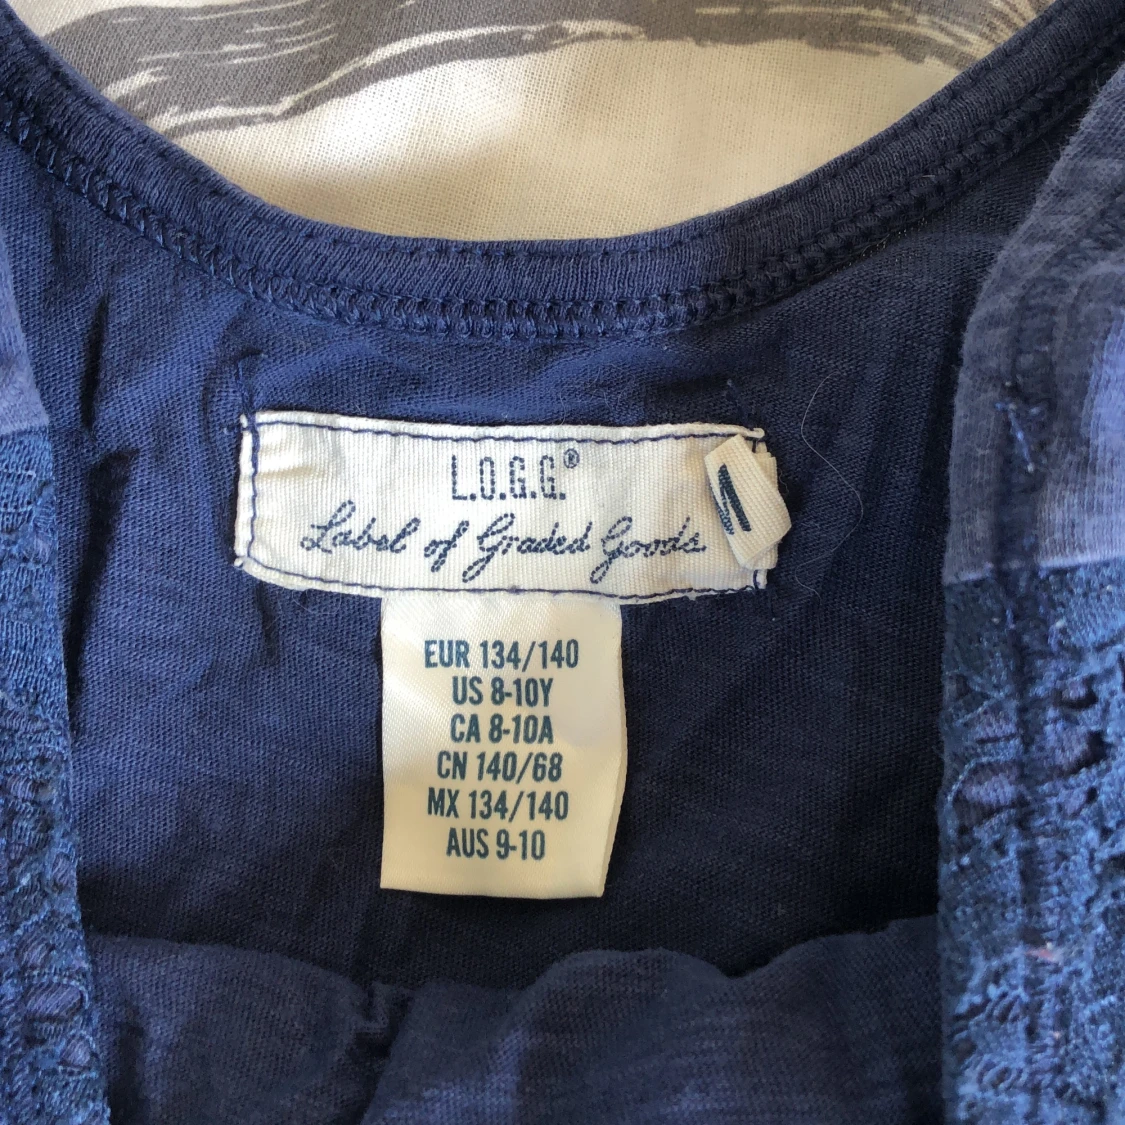 L.O.G.G.®
Label of Graded Goods
EUR 134/140
US 8-10Y
CA 8-10A
CN 140/68
MX 134/140
AUS 9-10